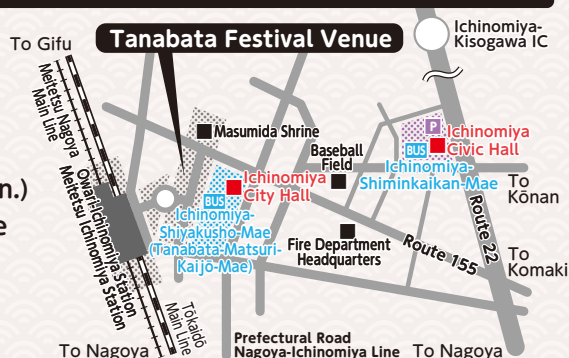 To Gifu
Tanabata Festival Venue
Ichinomiya-
Kisogawa IC
Meitetsu Nagoya
Main Line
Masumida Shrine
P
Ichinomiya
Civic Hall
BUS
Ichinomiya-
Shiminkaikan-Mae
Baseball
Field
Ichinomiya
City Hall
BUS
Ichinomiya-
Shiyakusho-Mae
(Tanabata-Matsuri-
Kaijō-Mae)
n.)
e
Owari-Ichinomiya Station
Meitetsu Ichinomiya Station
To
Kōnan
Route 22
Fire Department
Headquarters
Route 155
To
Komaki
Tōkaidō
Main Line
To Nagoya
Prefectural Road
Nagoya-Ichinomiya Line
To Nagoya